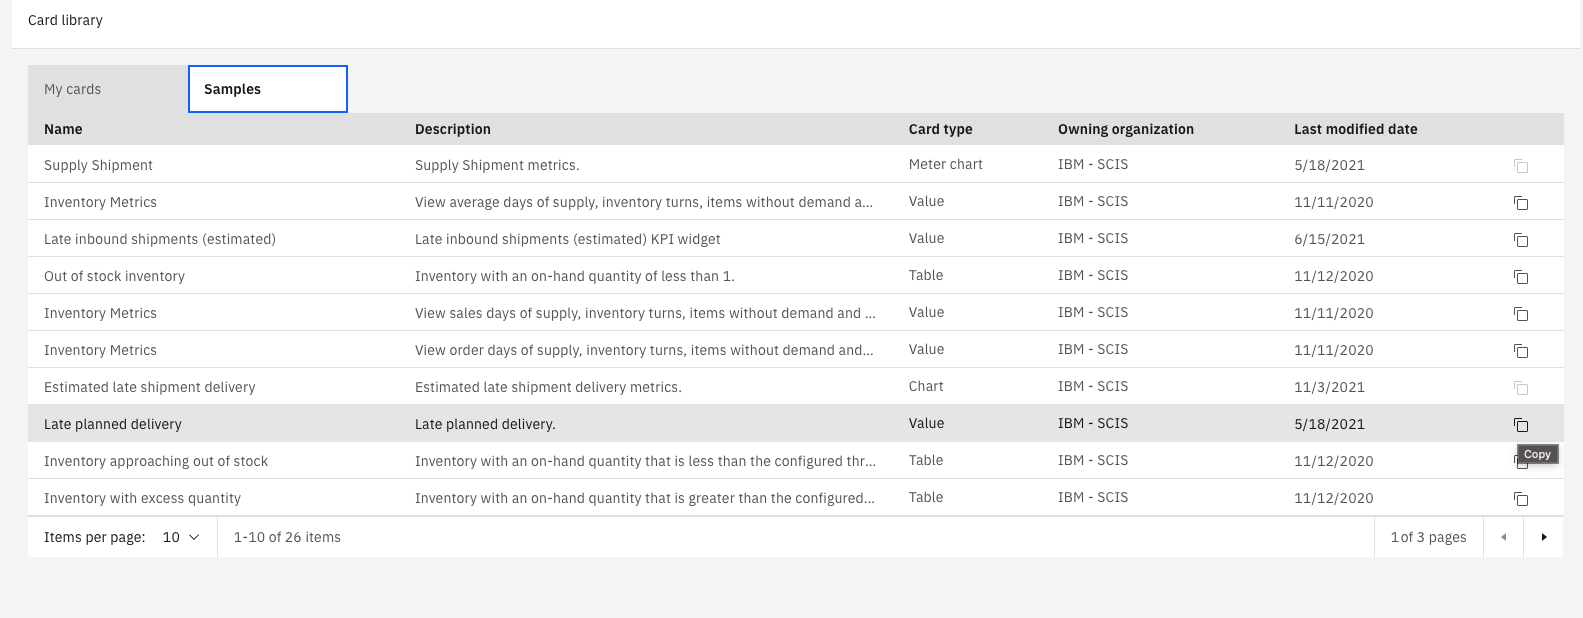 Card library
My cards Samples
Name Description Card type Owning organization Last modified date
Supply Shipment Supply Shipment metrics. Meter chart IBM - SCIS 5/18/2021
Inventory Metrics View average days of supply, inventory turns, items without demand a... Value IBM - SCIS 11/11/2020
Late inbound shipments (estimated) Late inbound shipments (estimated) KPI widget Value IBM - SCIS 6/15/2021
Out of stock inventory Inventory with an on-hand quantity of less than 1. Table IBM - SCIS 11/12/2020
Inventory Metrics View sales days of supply, inventory turns, items without demand and ... Value IBM - SCIS 11/11/2020
Inventory Metrics View order days of supply, inventory turns, items without demand and... Value IBM - SCIS 11/11/2020
Estimated late shipment delivery Estimated late shipment delivery metrics. Chart IBM - SCIS 11/3/2021
Late planned delivery Late planned delivery. Value IBM - SCIS 5/18/2021
Copy
Inventory approaching out of stock Inventory with an on-hand quantity that is less than the configured thr... Table IBM - SCIS 11/12/2020
Inventory with excess quantity Inventory with an on-hand quantity that is greater than the configured... Table IBM - SCIS 11/12/2020
Items per page: 10 1-10 of 26 items 1 of 3 pages